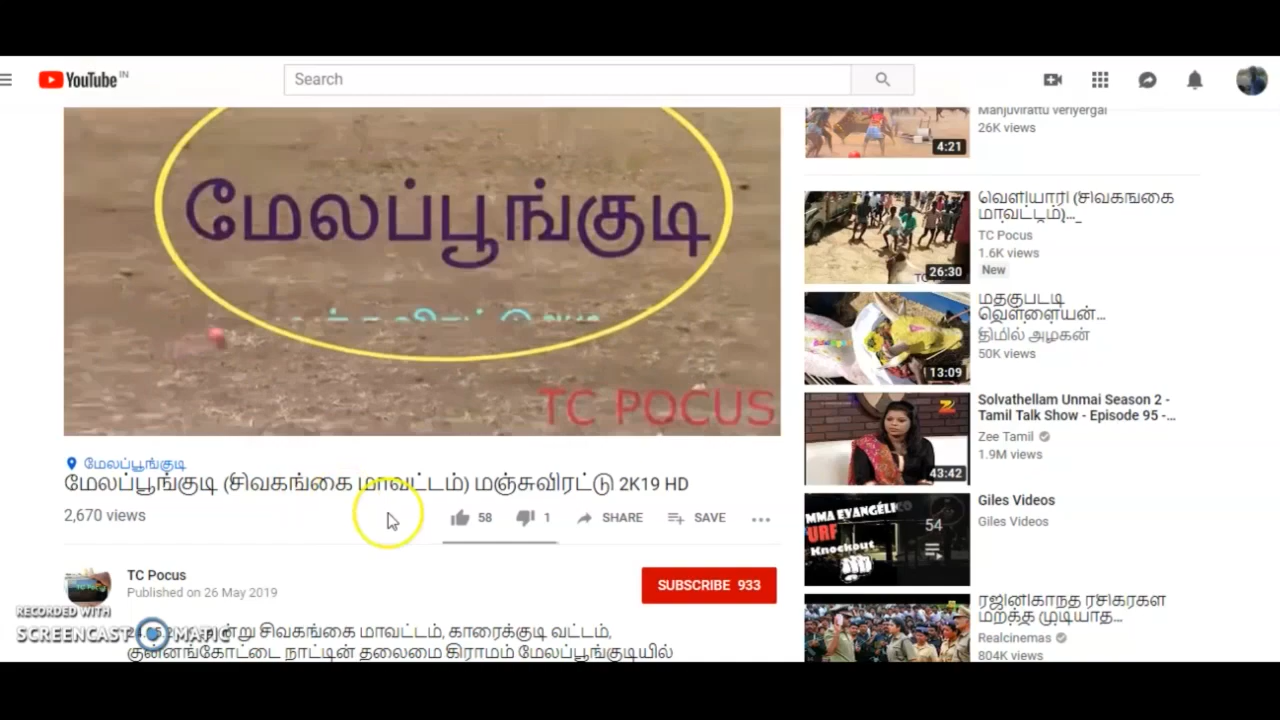 YouTube IN
Search
மேலப்பூங்குடி
TC POCUS
மேலப்பூங்குடி
மேலப்பூங்குடி (சிவகங்கை மாவட்டம்) மஞ்சுவிரட்டு 2K19 HD
2,670 views
58
1
SHARE
SAVE
TC Pocus
Published on 26 May 2019
SUBSCRIBE 933
சிவகங்கை மாவட்டம், காரைக்குடி வட்டம்,
குன்னங்கோட்டை நாட்டின் தலைமை கிராமம் மேலப்பூங்குடியில்
RECORDED WITH
SCREENCAST MATIC
Manjuvirattu veriyergal
26K views
4:21
வெளியாரி (சிவகங்கை
மாவட்டம்)...
TC Pocus
1.6K views
New
26:30
மதகுபட்டி
வெள்ளையன்...
திமில் அழகன்
50K views
13:09
Solvathellam Unmai Season 2 -
Tamil Talk Show - Episode 95 -...
Zee Tamil
1.9M views
43:42
Giles Videos
Giles Videos
MMA EVANGÉLICO
URF
Knockout
54
ரஜினிகாந்த் ரசிகர்கள்
மறக்க முடியாத...
Realcinemas
804K views